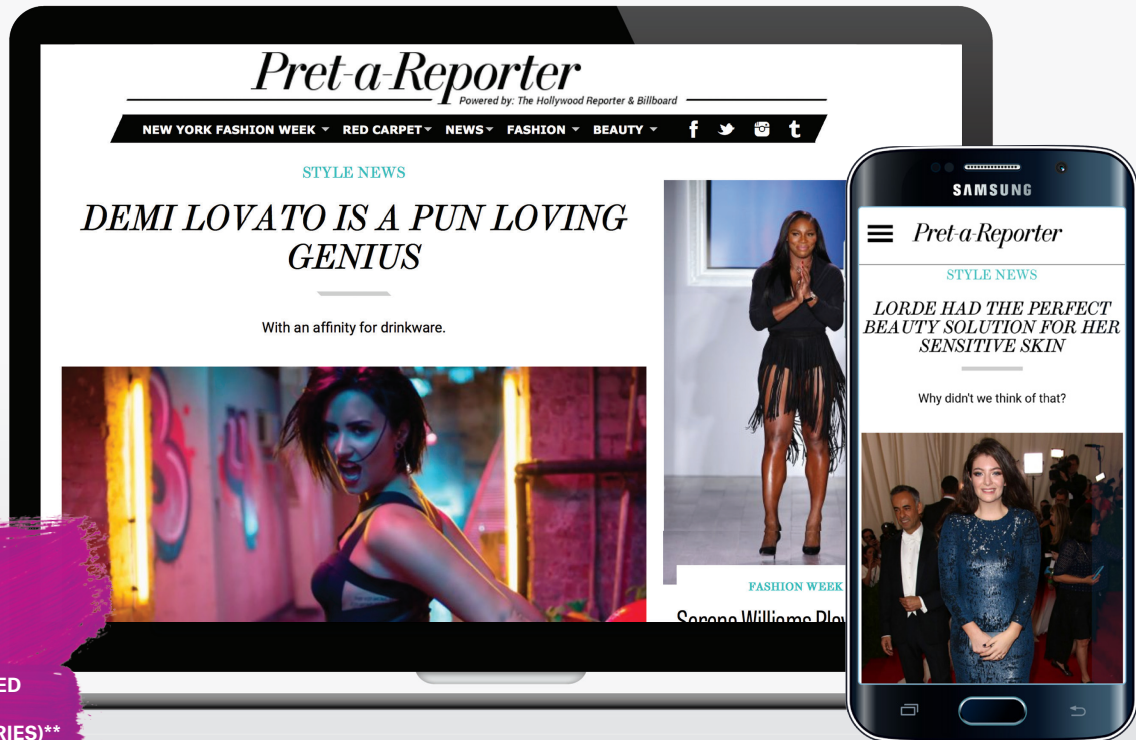 Pret-a-Reporter
Powered by: The Hollywood Reporter & Billboard
NEW YORK FASHION WEEK RED CARPET NEWS FASHION BEAUTY f t
STYLE NEWS
DEMI LOVATO IS A PUN LOVING
GENIUS
With an affinity for drinkware.
FASHION WEEK
Serena Williams
SAMSUNG
Pret-a-Reporter
STYLE NEWS
LORDE HAD THE PERFECT
BEAUTY SOLUTION FOR HER
SENSITIVE SKIN
Why didn't we think of that?